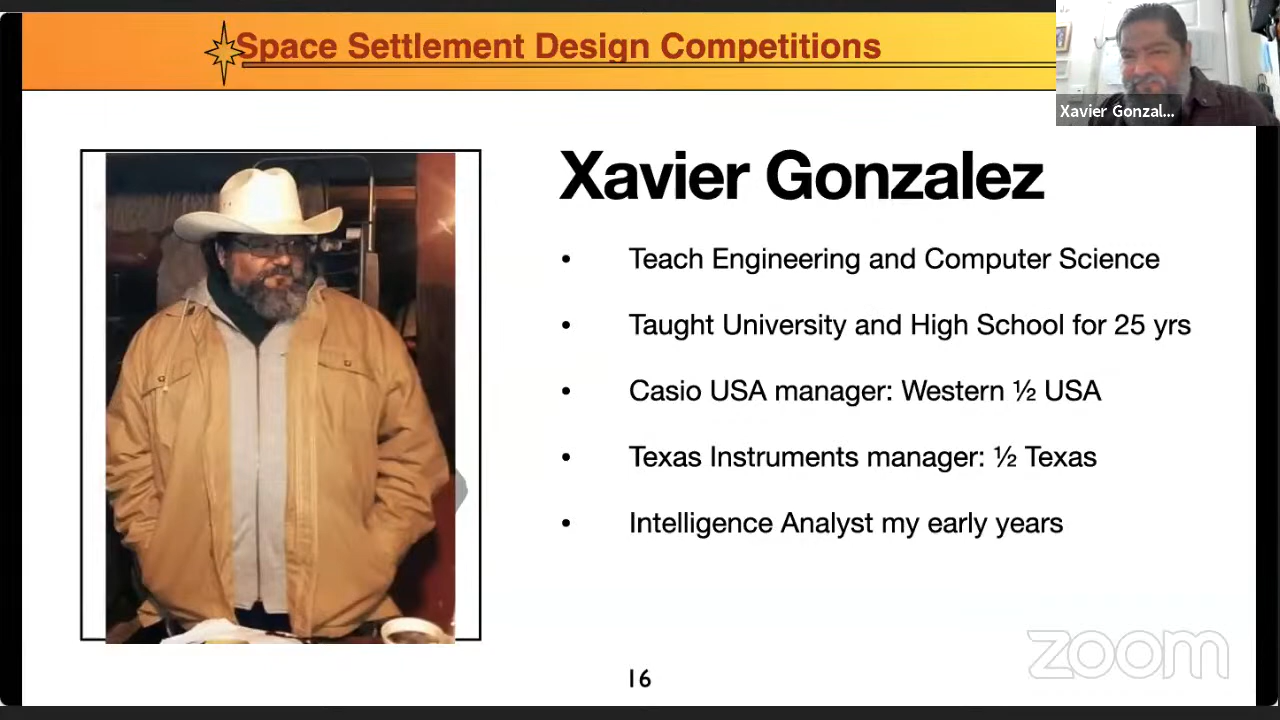 Space Settlement Design Competitions
Xavier Gonzal...
Xavier Gonzalez
• Teach Engineering and Computer Science
• Taught University and High School for 25 yrs
• Casio USA manager: Western ½ USA
• Texas Instruments manager: ½ Texas
• Intelligence Analyst my early years
zoom
16